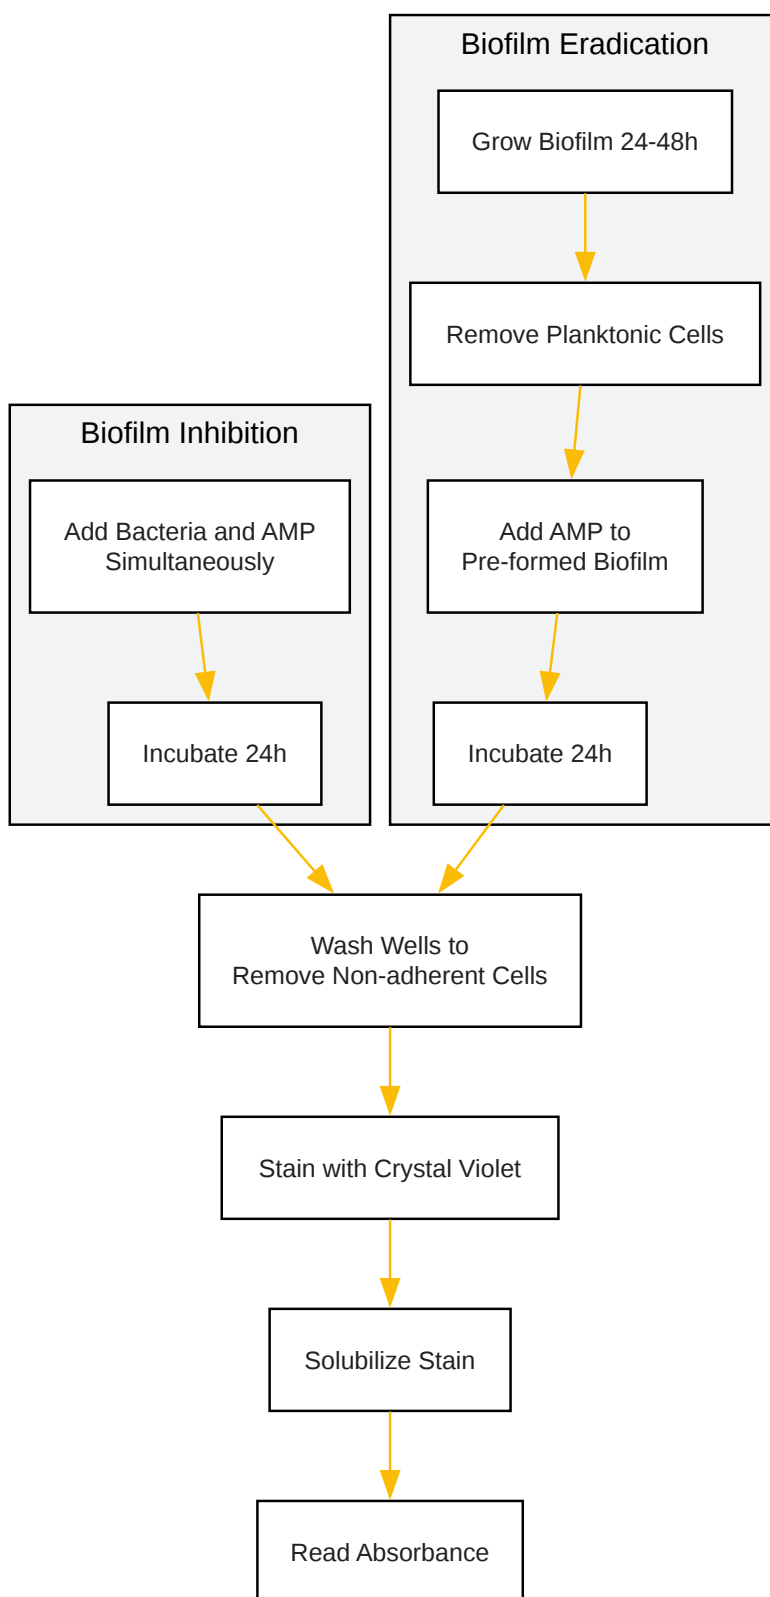 Biofilm Eradication
Grow Biofilm 24-48h
Remove Planktonic Cells
Biofilm Inhibition
Add Bacteria and AMP
Simultaneously
Add AMP to
Pre-formed Biofilm
Incubate 24h
Incubate 24h
Wash Wells to
Remove Non-adherent Cells
Stain with Crystal Violet
Solubilize Stain
Read Absorbance